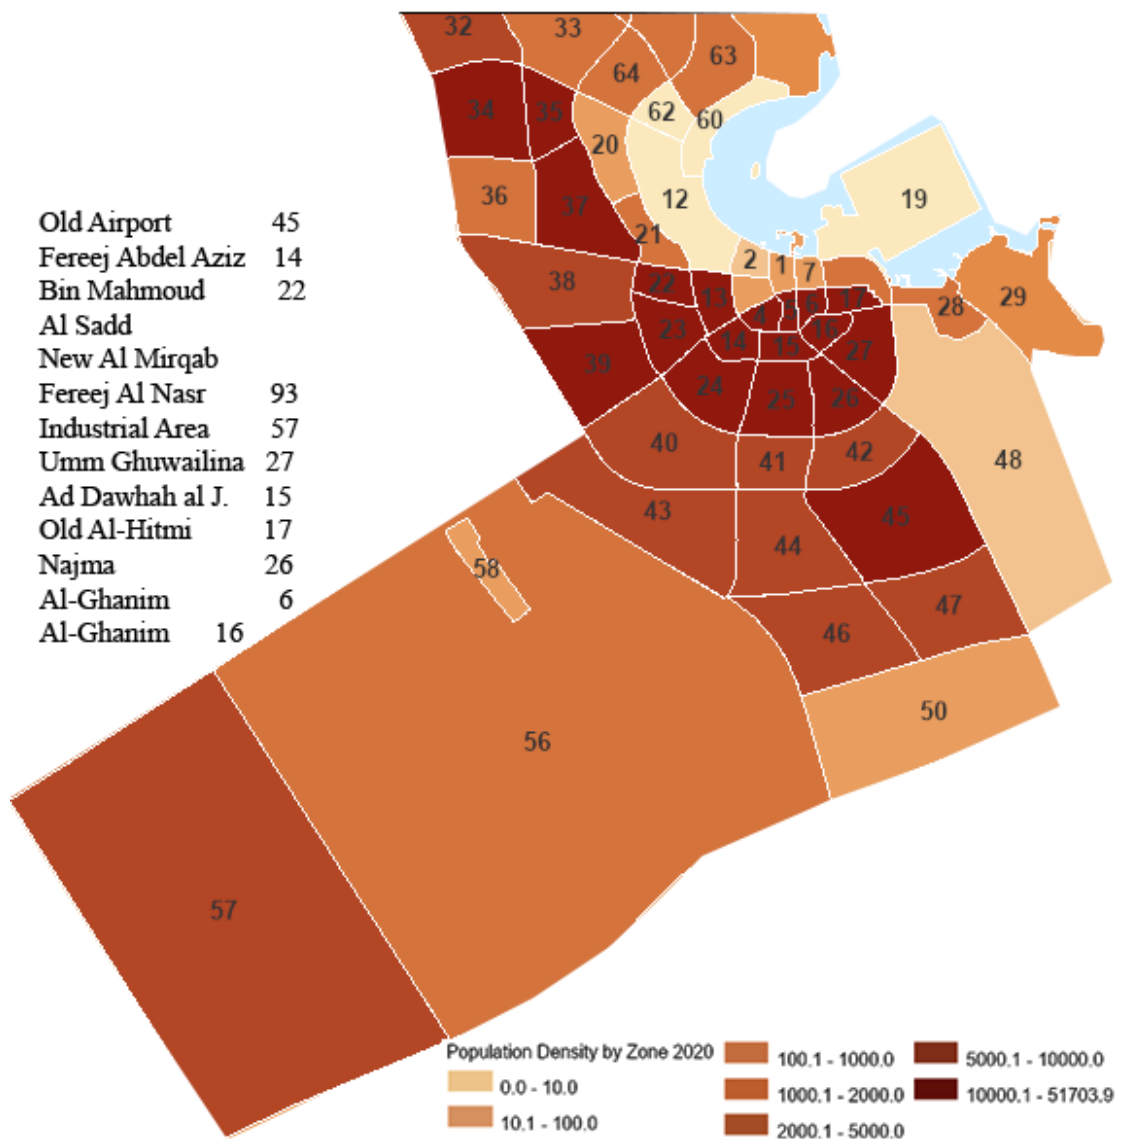 32
33
63
64
34
35
62
60
20
36
37
12
19
21
Old Airport 45
Fereej Abdel Aziz 14
Bin Mahmoud 22
Al Sadd
New Al Mirqab
Fereej Al Nasr 93
Industrial Area 57
Umm Ghuwailina 27
Ad Dawhah al J. 15
Old Al-Hitmi 17
Najma 26
Al-Ghanim 6
Al-Ghanim 16
2
1
7
38
22
13
17
28
29
4
5
6
23
14
15
16
27
39
24
25
26
40
41
42
48
43
44
45
58
46
47
50
56
57
Population Density by Zone 2020
0.0 - 10.0
10.1 - 100.0
100.1 - 1000.0
1000.1 - 2000.0
2000.1 - 5000.0
5000.1 - 10000.0
10000.1 - 51703.9